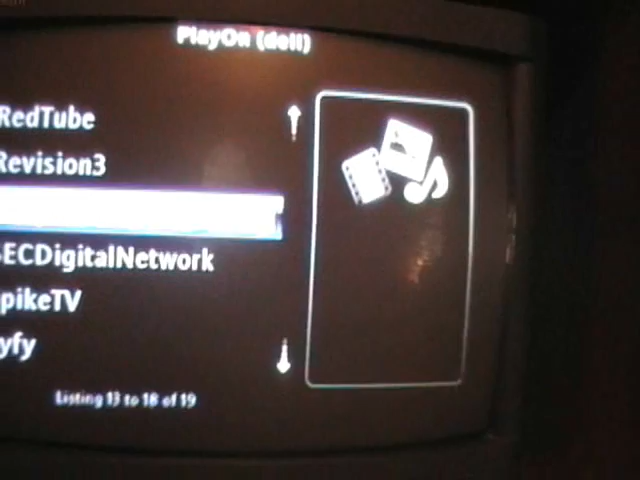 PlayOn (dell)
RedTube
Revision3
ECDigitalNetwork
pikeTV
yfy
Listing 13 to 18 of 19